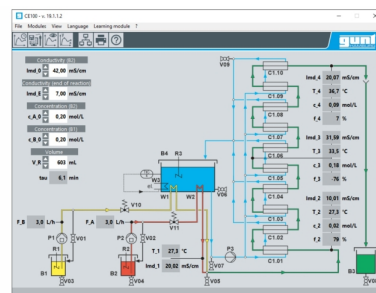 CE100 - v. 19.1.1.2
File Modules View Language Learning module ?
Conductivity (B2)
lmd_0 42,00 mS/cm
Conductivity (end of reaction)
lmd_E 7,00 mS/cm
Concentration (B2)
c_A_0 0,20 mol/L
Concentration (B1)
c_B_0 0,20 mol/L
Volume
V_R 603 mL
tau 6,1 min
F_B 3,0 L/h
F_A 3,0 L/h
V10
V11
P1
V01
R1
B1
V03
P2
V02
R2
B2
V04
B4 R3
W3
W1 W2
V06
T_1 27,3 °C
lmd_1 20,02 mS/cm
V07
V05
P3
V09
C1.10
C1.09
C1.08
C1.07
C1.06
C1.05
C1.04
C1.03
C1.02
C1.01
lmd_4 20,07 mS/cm
T_4 36,7 °C
c_4 0,09 mol/L
f_4 7 %
lmd_3 31,59 mS/cm
T_3 33,5 °C
c_3 0,18 mol/L
f_3 76 %
lmd_2 10,01 mS/cm
T_2 27,3 °C
c_2 0,02 mol/L
f_2 76 %
B3
V08